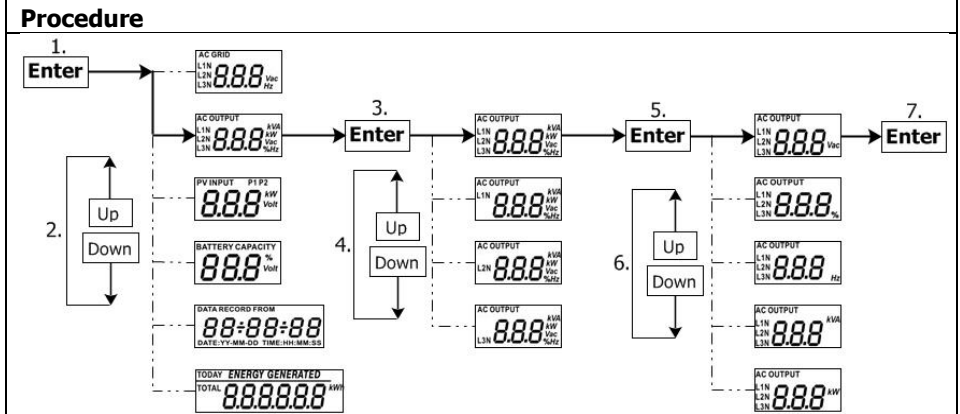 Procedure
1.
Enter
AC GRID
L1N
L2N
L3N
8.8.8
Vac
Hz
AC OUTPUT
L1N
L2N
L3N
8.8.8
kVA
kW
Vac
%Hz
PV INPUT P1 P2
8.8.8
kW
Volt
BATTERY CAPACITY
8.8.8
%
Volt
DATA RECORD FROM
88:88:88
DATE:YY-MM-DD TIME:HH:MM:SS
TODAY ENERGY GENERATED
TOTAL
8.8.8.8.8.8
kWh
2.
Up
Down
3.
Enter
AC OUTPUT
L1N
L2N
L3N
8.8.8
kVA
kW
Vac
%Hz
AC OUTPUT
L1N
8.8.8
kVA
kW
Vac
%Hz
AC OUTPUT
L2N
8.8.8
kVA
kW
Vac
%Hz
AC OUTPUT
L3N
8.8.8
kVA
kW
Vac
%Hz
4.
Up
Down
5.
Enter
AC OUTPUT
L1N
L2N
L3N
8.8.8
Vac
AC OUTPUT
L1N
L2N
L3N
8.8.8.
%
AC OUTPUT
L1N
L2N
L3N
8.8.8
Hz
AC OUTPUT
L1N
L2N
L3N
8.8.8
kVA
AC OUTPUT
L1N
L2N
L3N
8.8.8
kW
6.
Up
Down
7.
Enter